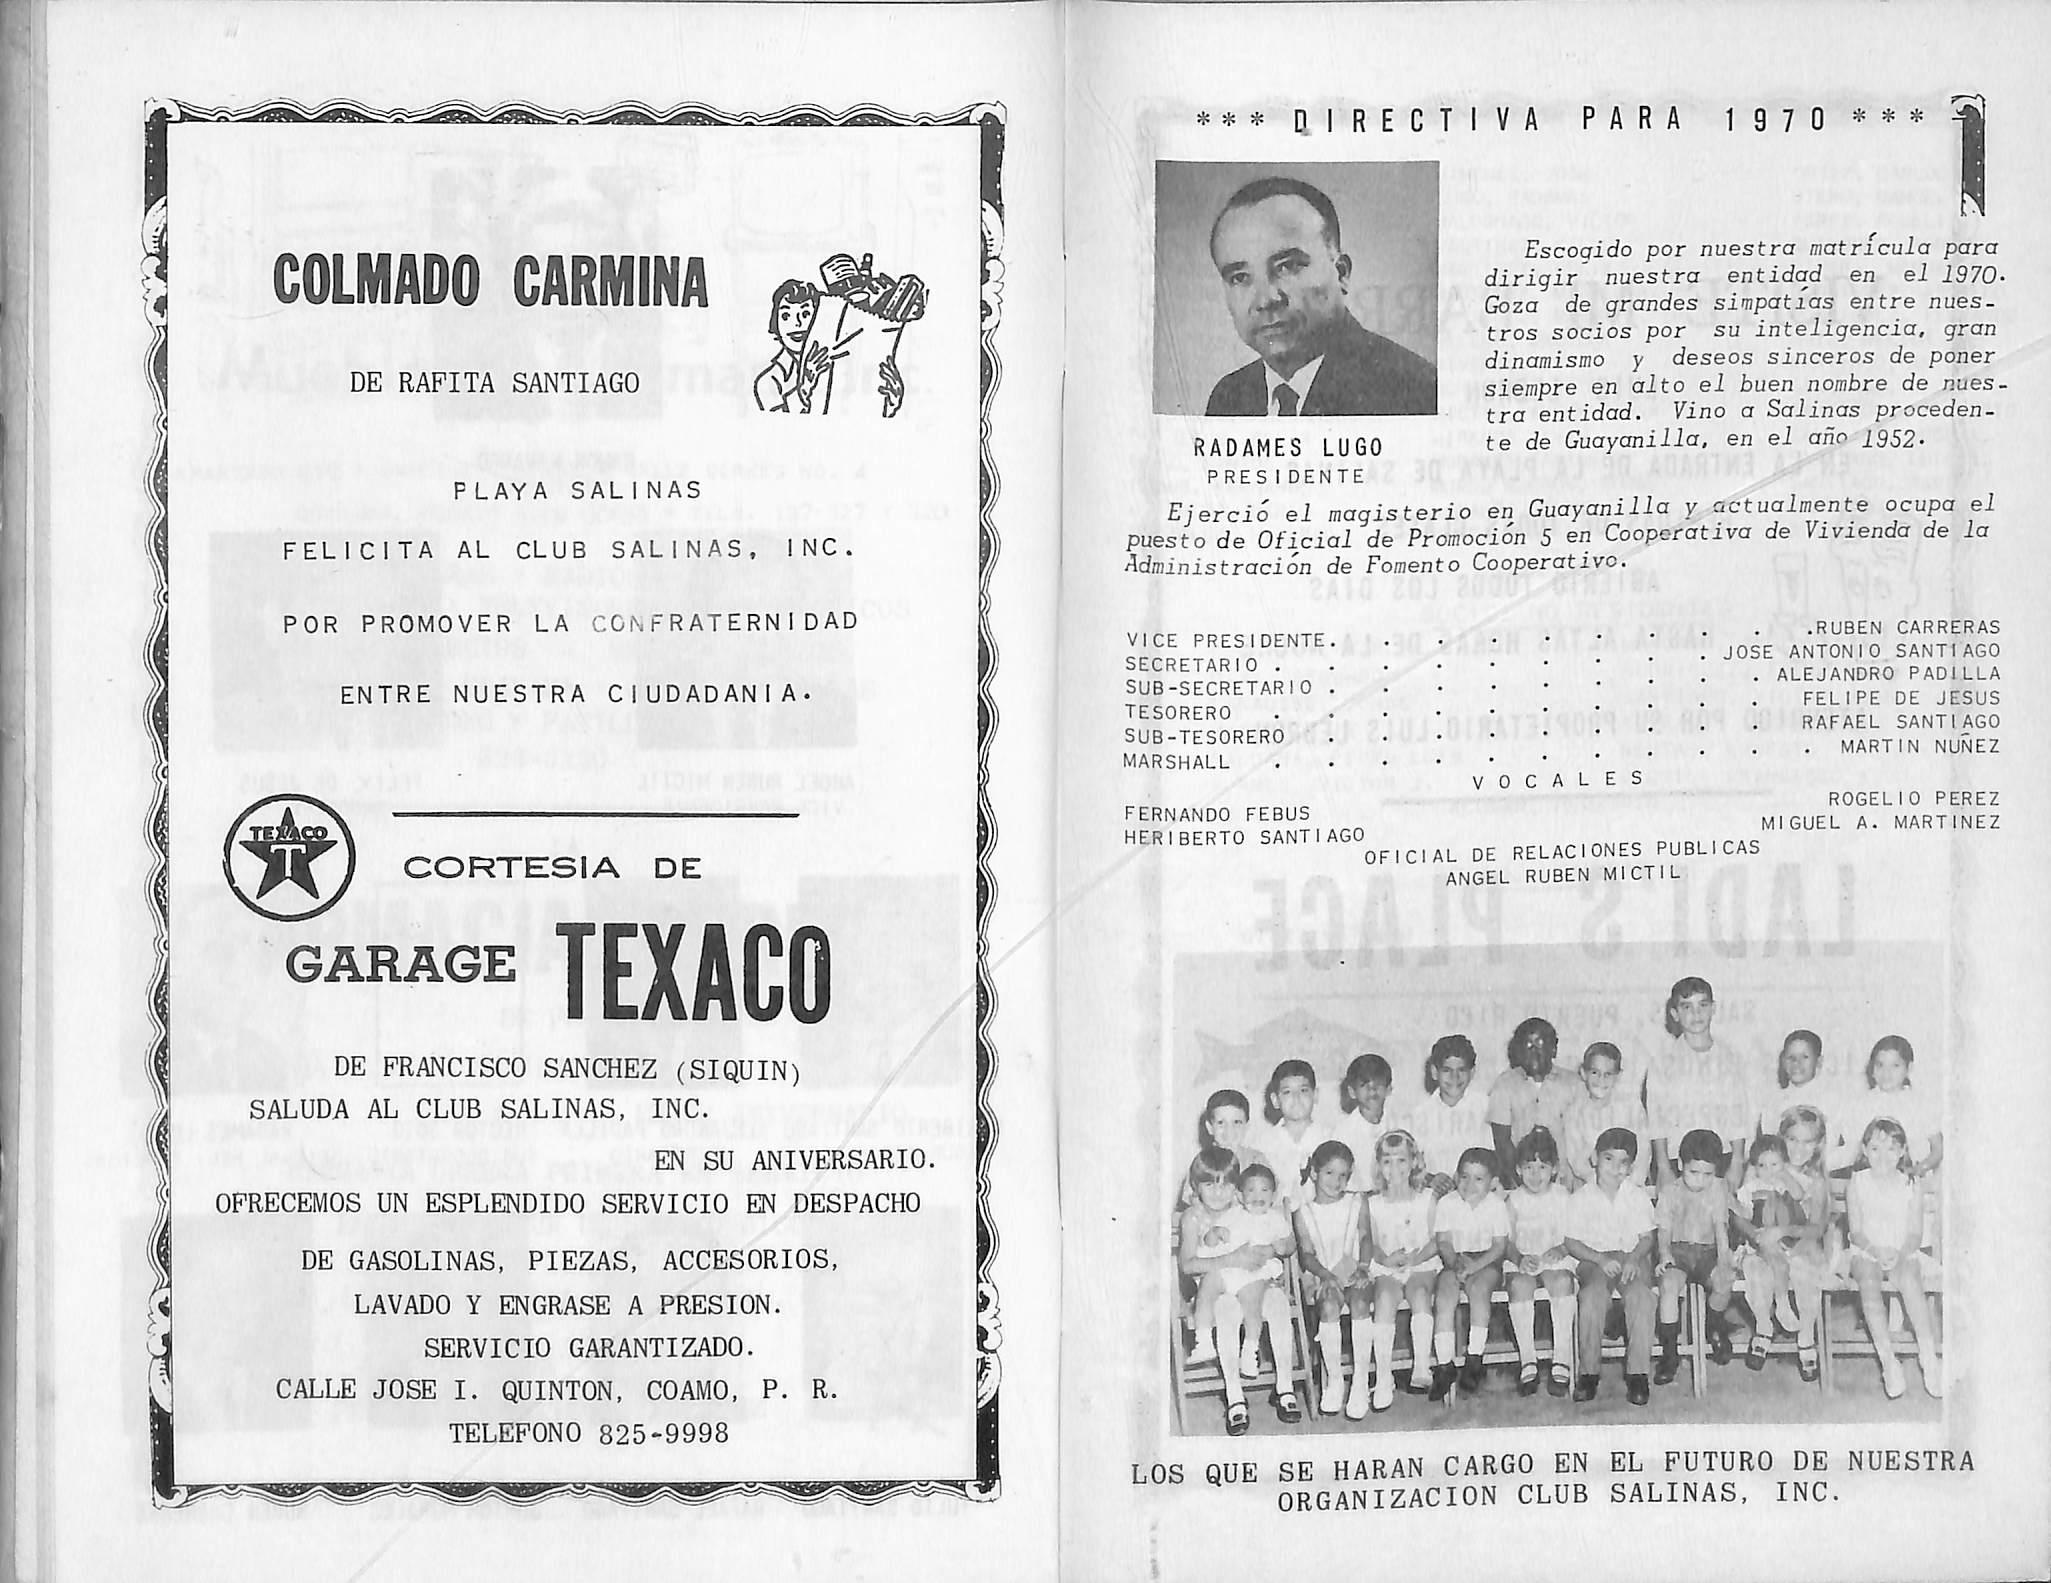 COLMADO CARMINA
DE RAFITA SANTIAGO
PLAYA SALINAS
FELICITA AL CLUB SALINAS, INC.
POR PROMOVER LA CONFRATERNIDAD
ENTRE NUESTRA CIUDADANIA.
TEXACO
T
CORTESIA DE
GARAGE TEXACO
DE FRANCISCO SANCHEZ (SIQUIN)
SALUDA AL CLUB SALINAS, INC.
EN SU ANIVERSARIO.
OFRECEMOS UN ESPLENDIDO SERVICIO EN DESPACHO
DE GASOLINAS, PIEZAS, ACCESORIOS,
LAVADO Y ENGRASE A PRESION.
SERVICIO GARANTIZADO.
CALLE JOSE I. QUINTON, COAMO, P. R.
TELEFONO 825-9998
*** DIRECTIVA PARA 1970 ***
Escogido por nuestra matrícula para
dirigir nuestra entidad en el 1970.
Goza de grandes simpatías entre nues-
tros socios por su inteligencia, gran
dinamismo y deseos sinceros de poner
siempre en alto el buen nombre de nues-
tra entidad. Vino a Salinas proceden-
te de Guayanilla, en el año 1952.
RADAMES LUGO
PRESIDENTE
Ejerció el magisterio en Guayanilla y actualmente ocupa el
puesto de Oficial de Promoción 5 en Cooperativa de Vivienda de la
Administración de Fomento Cooperativo.
VICE PRESIDENTE. . . . . . . . . .RUBEN CARRERAS
SECRETARIO . . . . . . . . . JOSE ANTONIO SANTIAGO
SUB-SECRETARIO . . . . . . . . . ALEJANDRO PADILLA
TESORERO . . . . . . . . . . FELIPE DE JESUS
SUB-TESORERO . . . . . . . . . . RAFAEL SANTIAGO
MARSHALL . . . . . . . . . . . MARTIN NUÑEZ
VOCALES
FERNANDO FEBUS ROGELIO PEREZ
HERIBERTO SANTIAGO MIGUEL A. MARTINEZ
OFICIAL DE RELACIONES PUBLICAS
ANGEL RUBEN MICTIL
LOS QUE SE HARAN CARGO EN EL FUTURO DE NUESTRA
ORGANIZACION CLUB SALINAS, INC.